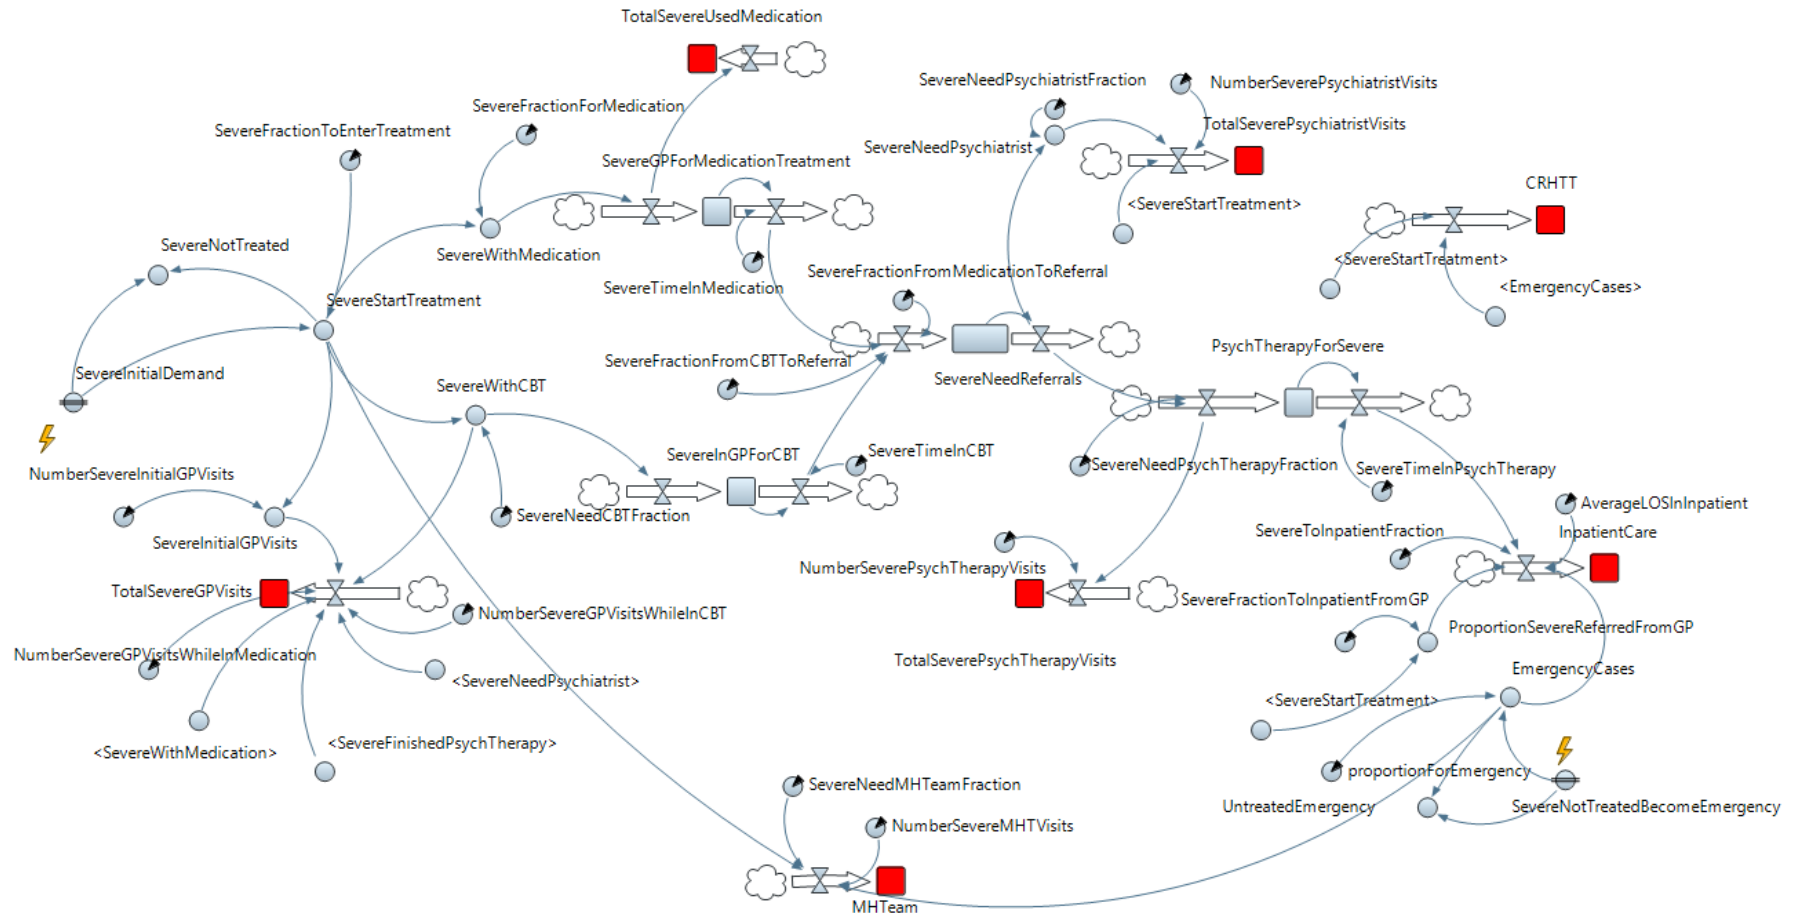 TotalSevereUsedMedication
SevereNeedPsychiatristFraction
NumberSeverePsychiatristVisits
SevereFractionForMedication
SevereFractionToEnterTreatment
TotalSeverePsychiatristVisits
SevereNeedPsychiatrist
SevereGPForMedicationTreatment
CRHTT
<SevereStartTreatment>
SevereNotTreated
SevereWithMedication
<SevereStartTreatment>
SevereFractionFromMedicationToReferral
SevereTimeInMedication
<EmergencyCases>
SevereStartTreatment
PsychTherapyForSevere
SevereFractionFromCBTToReferral
SevereInitialDemand
SevereNeedReferrals
SevereWithCBT
SevereInGPForCBT
SevereTimeInCBT
SevereNeedPsychTherapyFraction
SevereTimeInPsychTherapy
NumberSevereInitialGPVisits
AverageLOSInInpatient
SevereNeedCBTFraction
SevereToInpatientFraction
InpatientCare
SevereInitialGPVisits
NumberSeverePsychTherapyVisits
TotalSevereGPVisits
SevereFractionToInpatientFromGP
NumberSevereGPVisitsWhileInCBT
ProportionSevereReferredFromGP
NumberSevereGPVisitsWhileInMedication
TotalSeverePsychTherapyVisits
EmergencyCases
<SevereNeedPsychiatrist>
<SevereStartTreatment>
<SevereFinishedPsychTherapy>
<SevereWithMedication>
proportionForEmergency
SevereNeedMHTeamFraction
UntreatedEmergency
SevereNotTreatedBecomeEmergency
NumberSevereMHTVisits
MHTeam